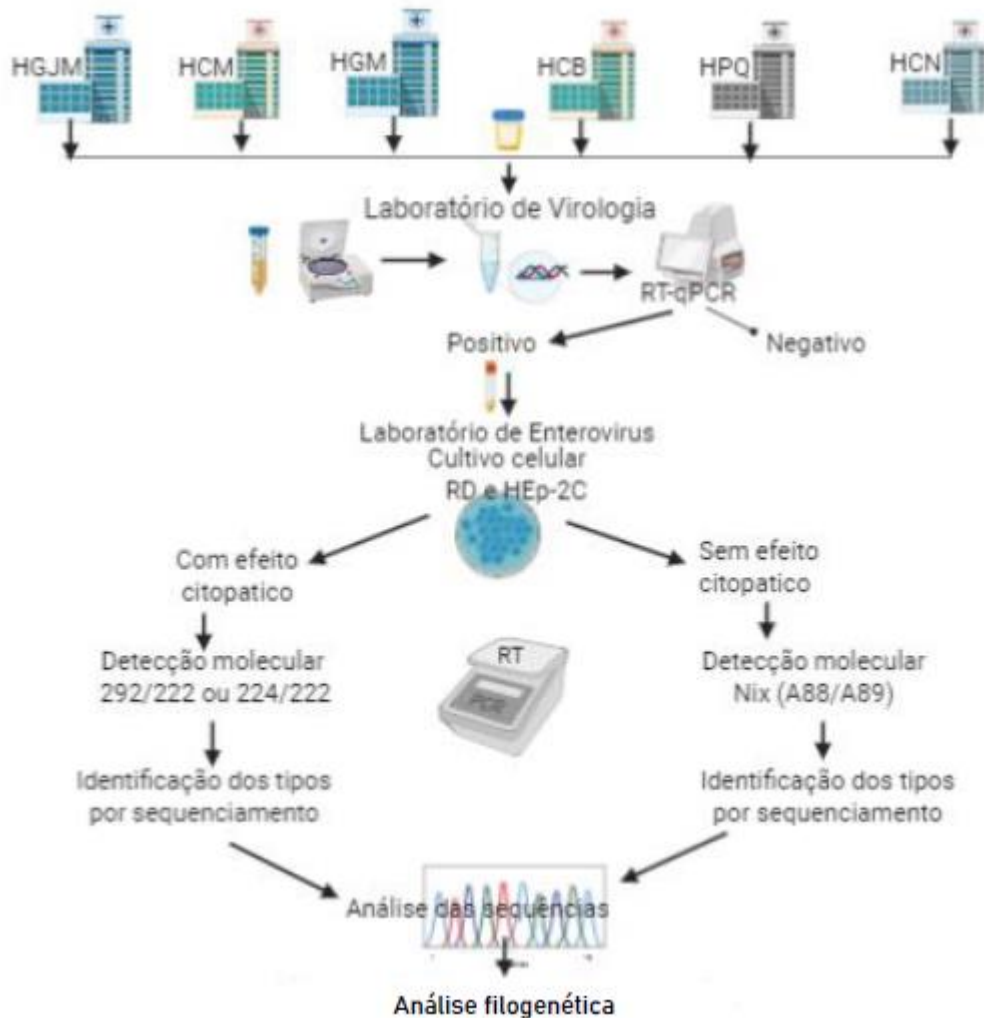 HGJM
HCM
HGM
HCB
HPQ
HCN
Laboratório de Virologia
RT-qPCR
Positivo
Negativo
Laboratório de Enterovirus
Cultivo celular
RD e HEp-2C
Com efeito
citopatico
Sem efeito
citopatico
RT
PCR
Detecção molecular
292/222 ou 224/222
Detecção molecular
Nix (A88/A89)
Identificação dos tipos
por sequenciamento
Identificação dos tipos
por sequenciamento
Análise das sequências
Análise filogenética